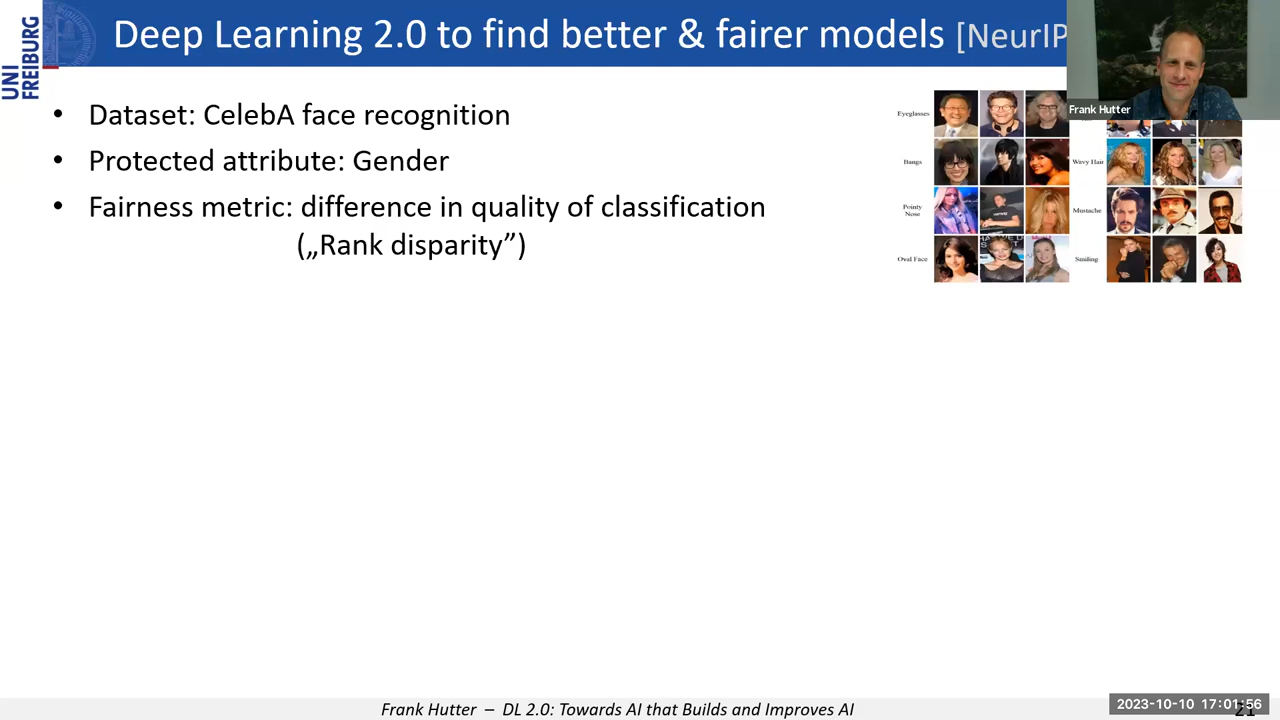 UNI
FREIBURG
Deep Learning 2.0 to find better & fairer models [NeurIP
Frank Hutter
• Dataset: CelebA face recognition
• Protected attribute: Gender
• Fairness metric: difference in quality of classification
(„Rank disparity”)
Eyeglasses
Bangs
Wavy Hair
Pointy
Nose
Mustache
Oval Face
Smiling
Frank Hutter – DL 2.0: Towards AI that Builds and Improves AI
2023-10-10 17:01:56
21